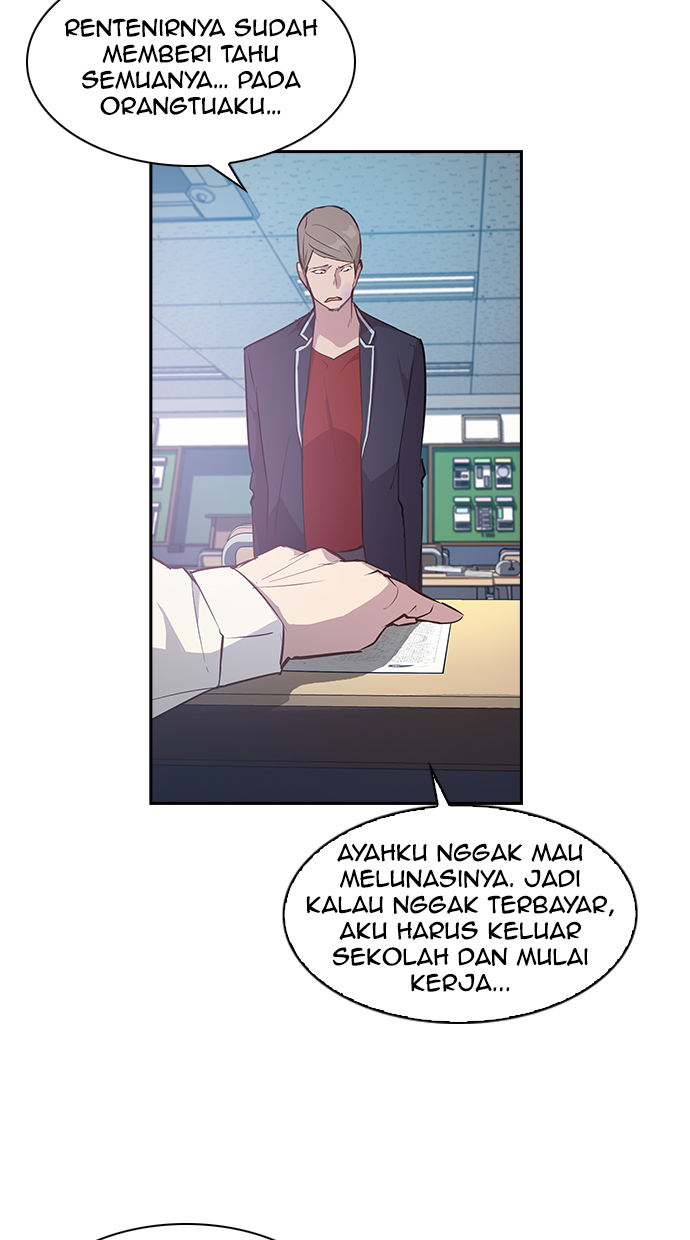 RENTENIRNYA SUDAH
MEMBERI TAHU
SEMUANYA... PADA
ORANGTUAKU...
AYAHKU NGGAK MAU
MELUNASINYA. JADI
KALAU NGGAK TERBAYAR,
AKU HARUS KELUAR
SEKOLAH DAN MULAI
KERJA...